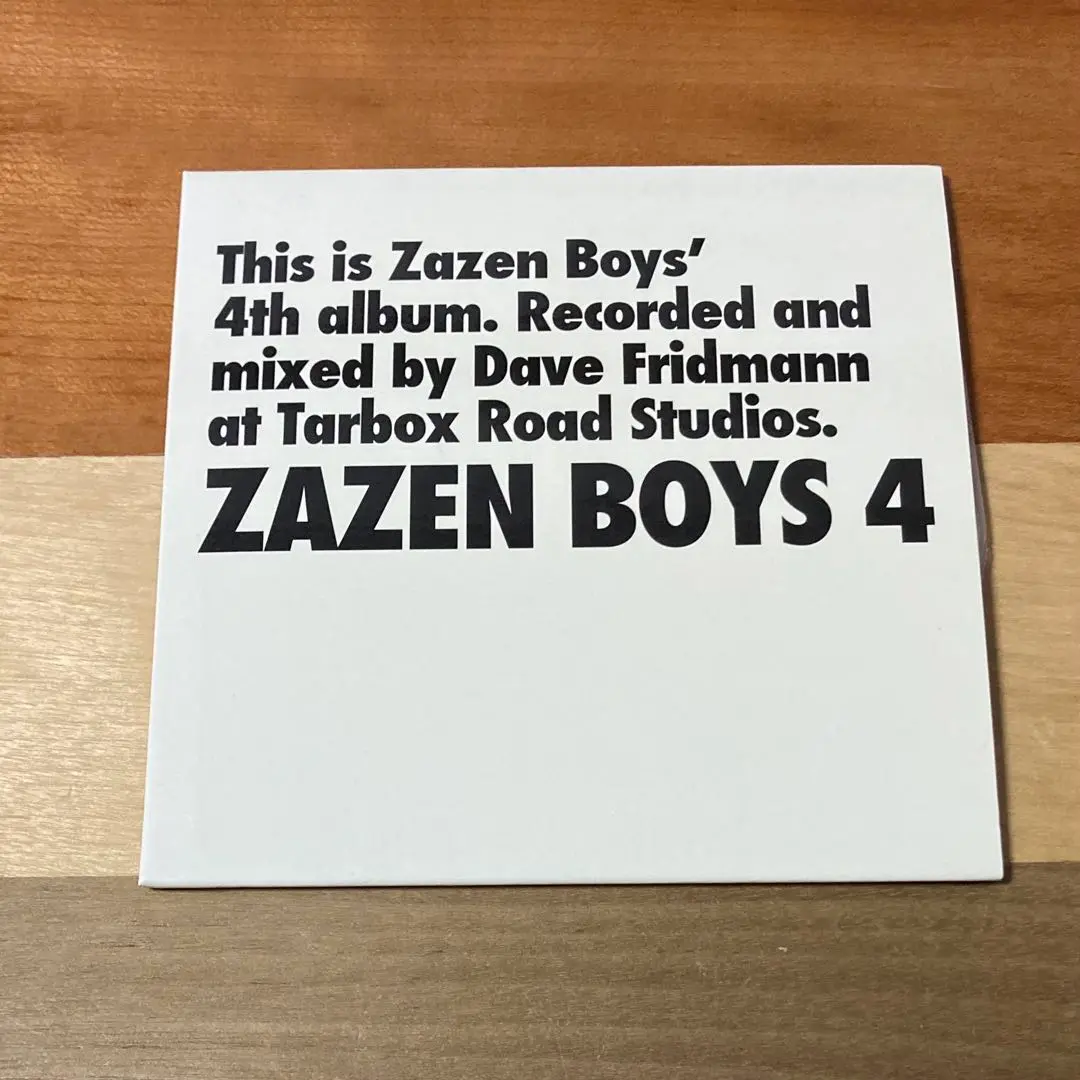 This is Zazen Boys’
4th album. Recorded and
mixed by Dave Fridmann
at Tarbox Road Studios.
ZAZEN BOYS 4